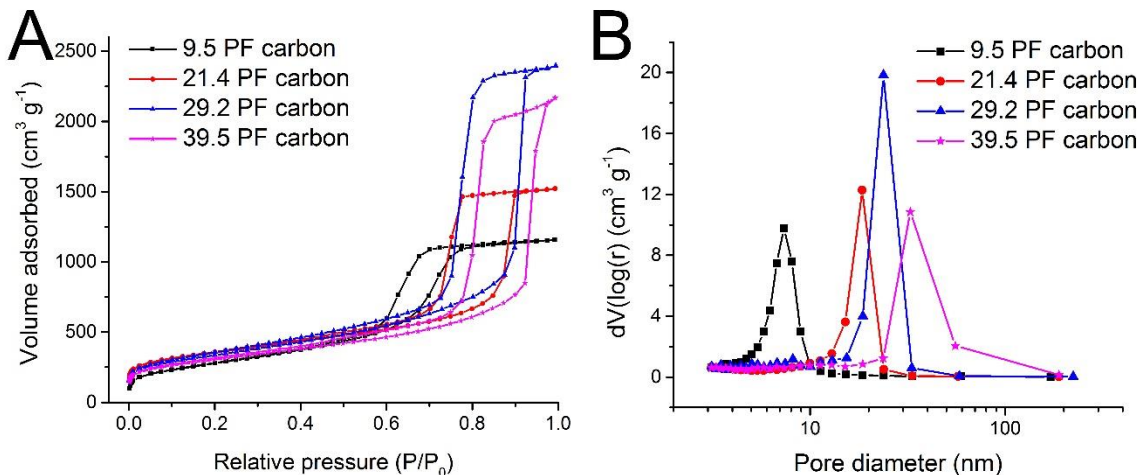 A
9.5 PF carbon
21.4 PF carbon
29.2 PF carbon
39.5 PF carbon
2500
2000
1500
1000
500
0
Volume adsorbed (cm³ g⁻¹)
0.0 0.2 0.4 0.6 0.8 1.0
Relative pressure (P/P₀)
B
9.5 PF carbon
21.4 PF carbon
29.2 PF carbon
39.5 PF carbon
20
16
12
8
4
0
dV(log(r) (cm³ g⁻¹)
10 100
Pore diameter (nm)